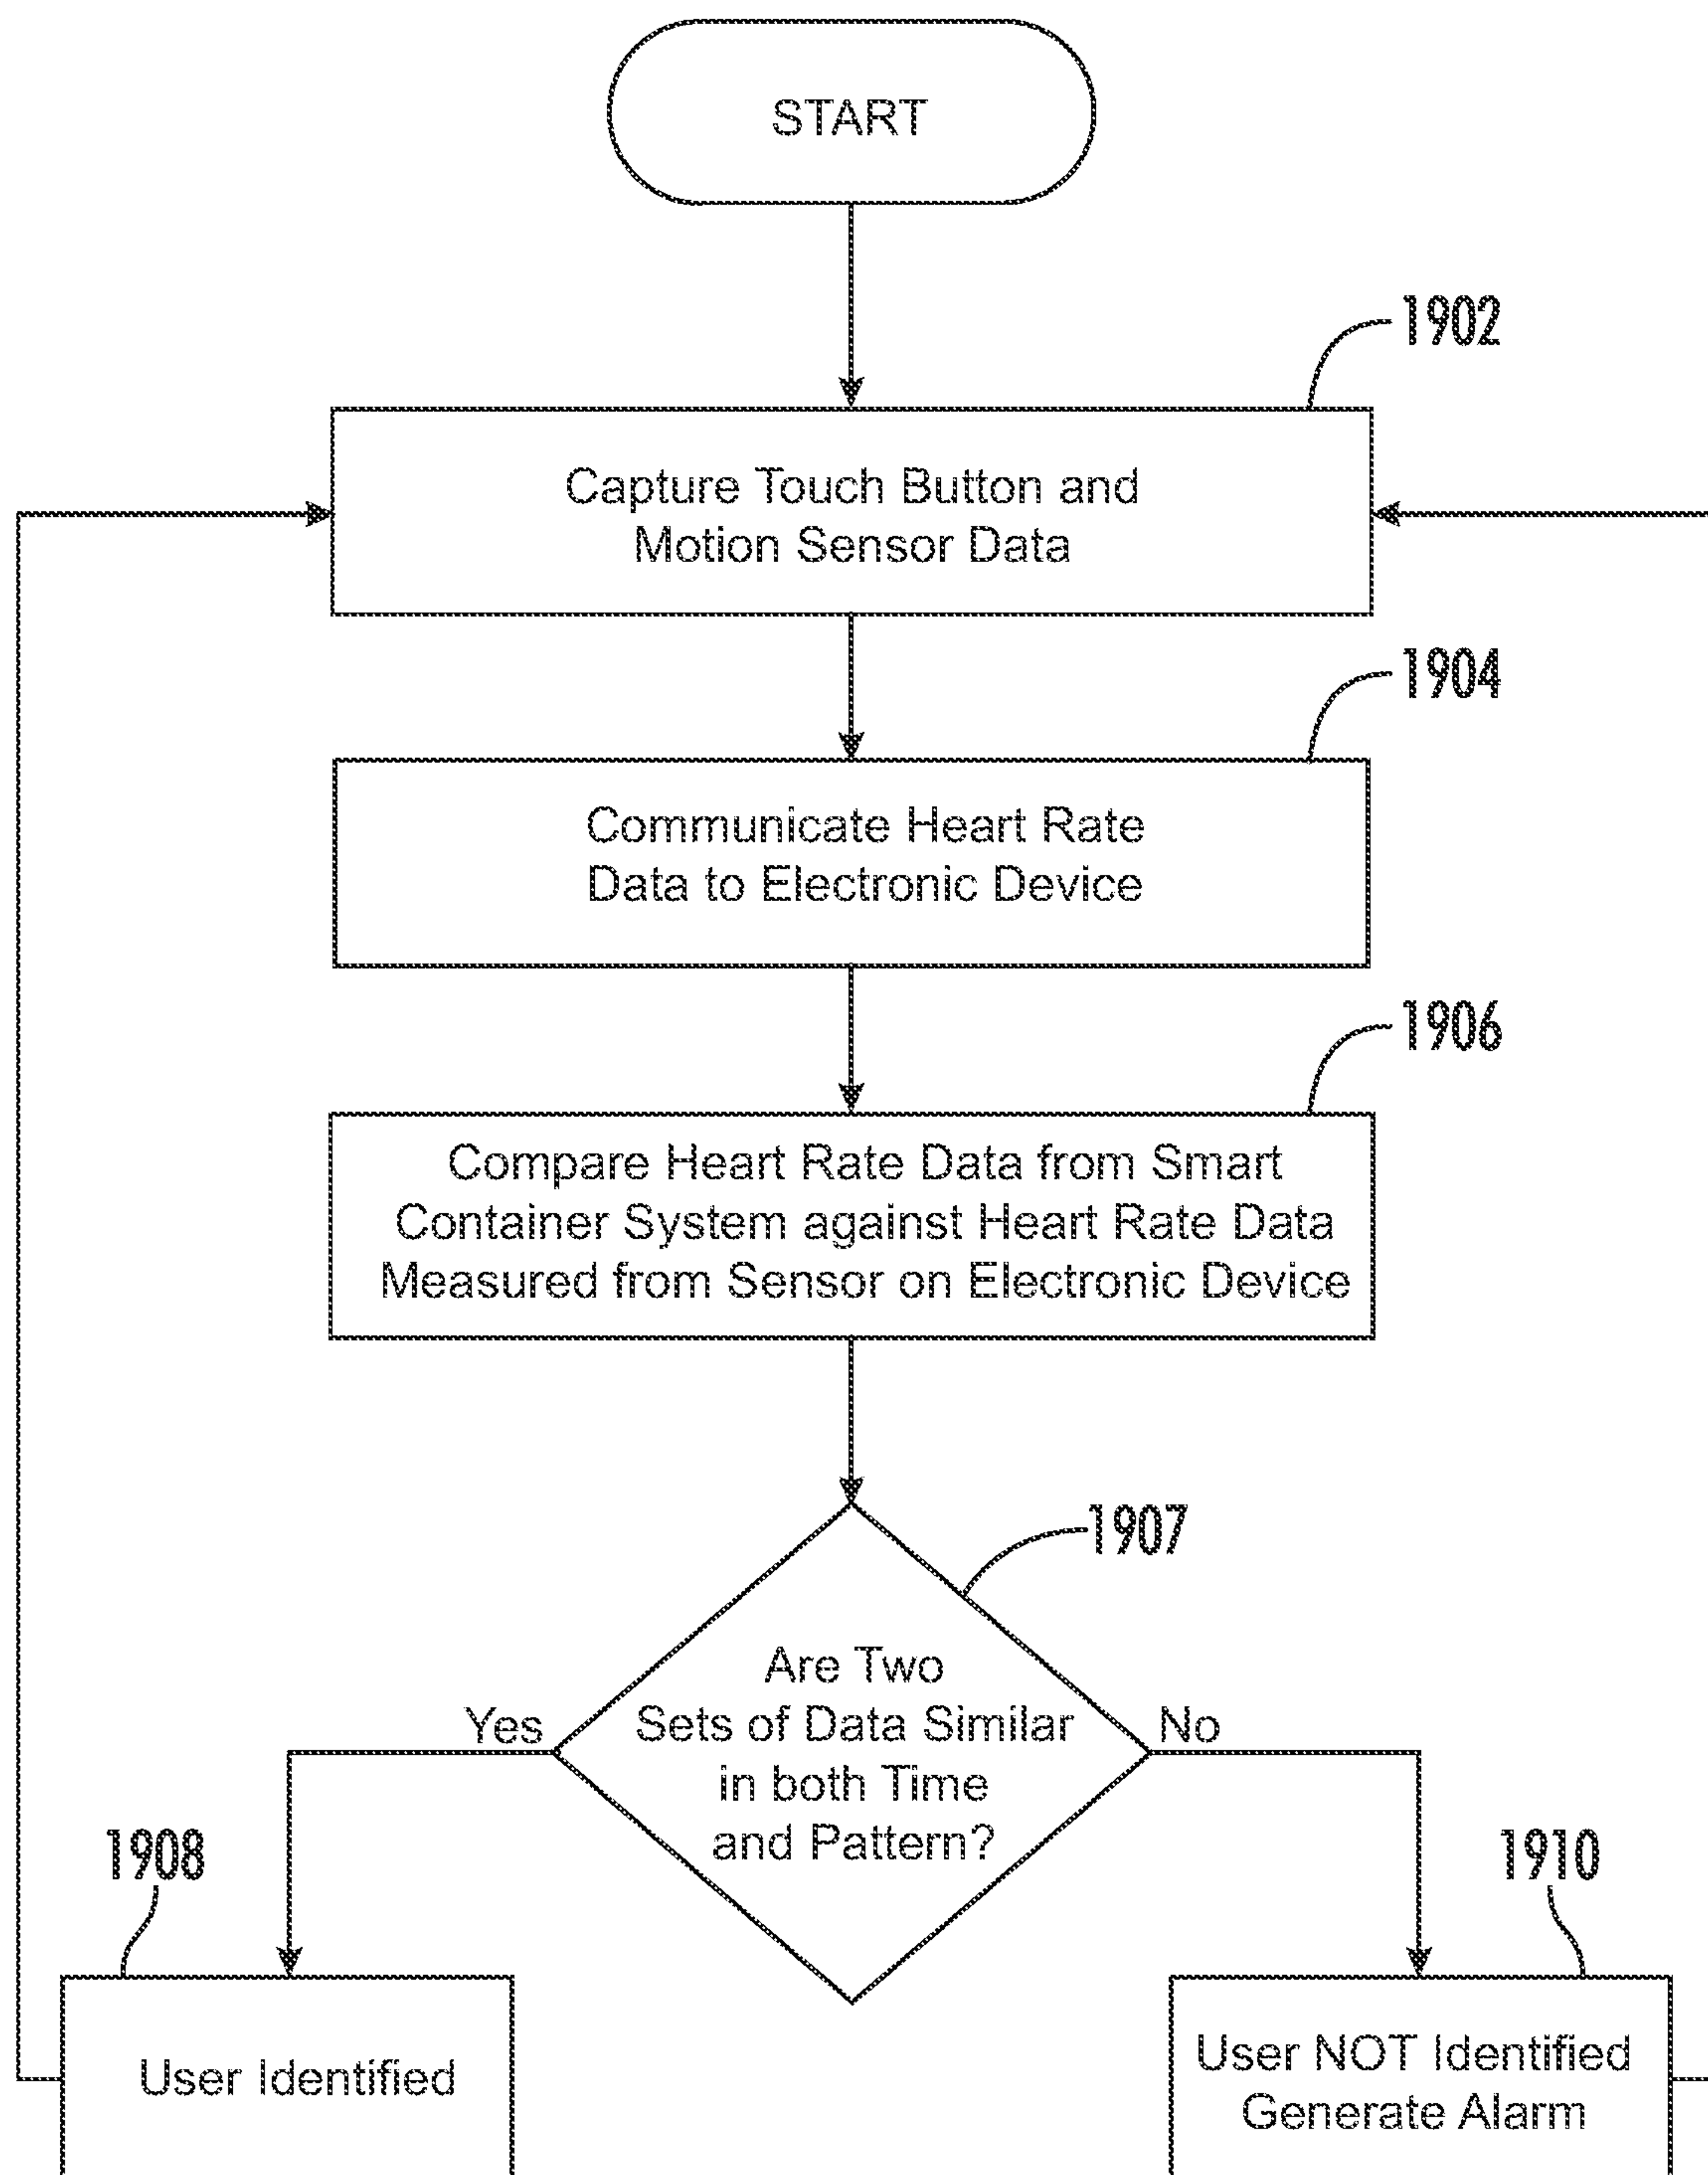 START
1902
Capture Touch Button and
Motion Sensor Data
1904
Communicate Heart Rate
Data to Electronic Device
1906
Compare Heart Rate Data from Smart
Container System against Heart Rate Data
Measured from Sensor on Electronic Device
1907
Are Two
Sets of Data Similar
in both Time
and Pattern?
Yes
No
1908
1910
User Identified
User NOT Identified
Generate Alarm